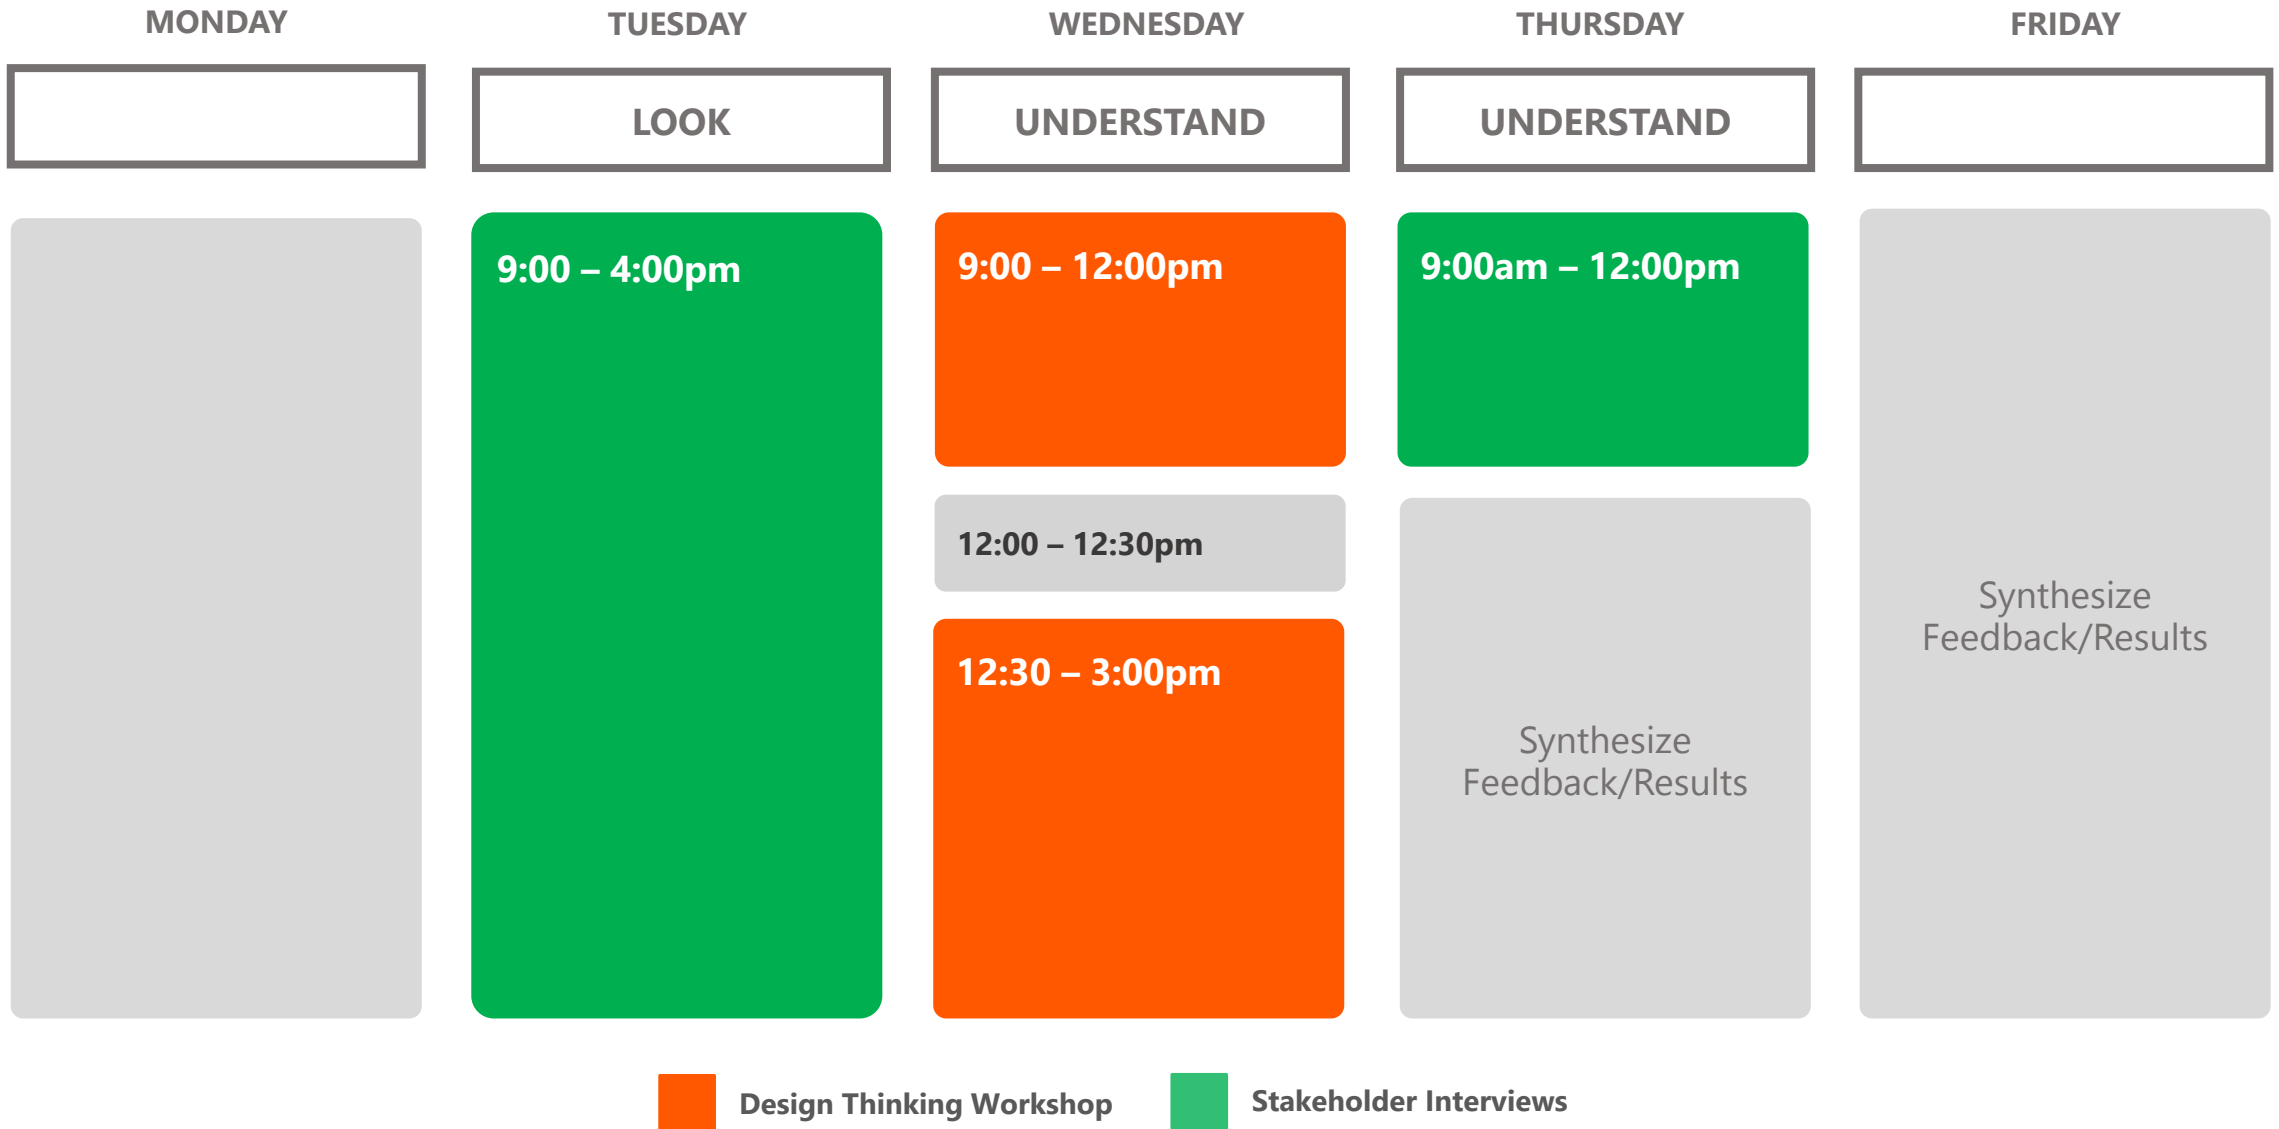 MONDAY
TUESDAY
WEDNESDAY
THURSDAY
FRIDAY
LOOK
UNDERSTAND
UNDERSTAND
9:00 – 4:00pm
9:00 – 12:00pm
9:00am – 12:00pm
12:00 – 12:30pm
12:30 – 3:00pm
Synthesize
Feedback/Results
Synthesize
Feedback/Results
Design Thinking Workshop
Stakeholder Interviews